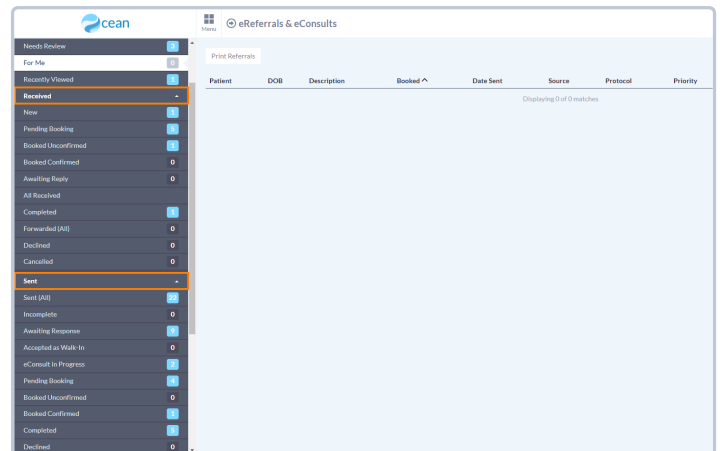 cean
Menu
eReferrals & eConsults
Needs Review 3
For Me 0
Recently Viewed 1
Received
New 1
Pending Booking 5
Booked Unconfirmed 5
Booked Confirmed 0
Awaiting Reply 0
All Received
Completed 1
Forwarded (All) 0
Declined 0
Cancelled 0
Sent
Sent (All) 22
Incomplete 0
Awaiting Response 9
Accepted as Walk-In 0
eConsult in Progress 2
Pending Booking 4
Booked Unconfirmed 0
Booked Confirmed 1
Completed 5
Declined 0
Print Referrals
Patient DOB Description Booked Date Sent Source Protocol Priority
Displaying 0 of 0 matches